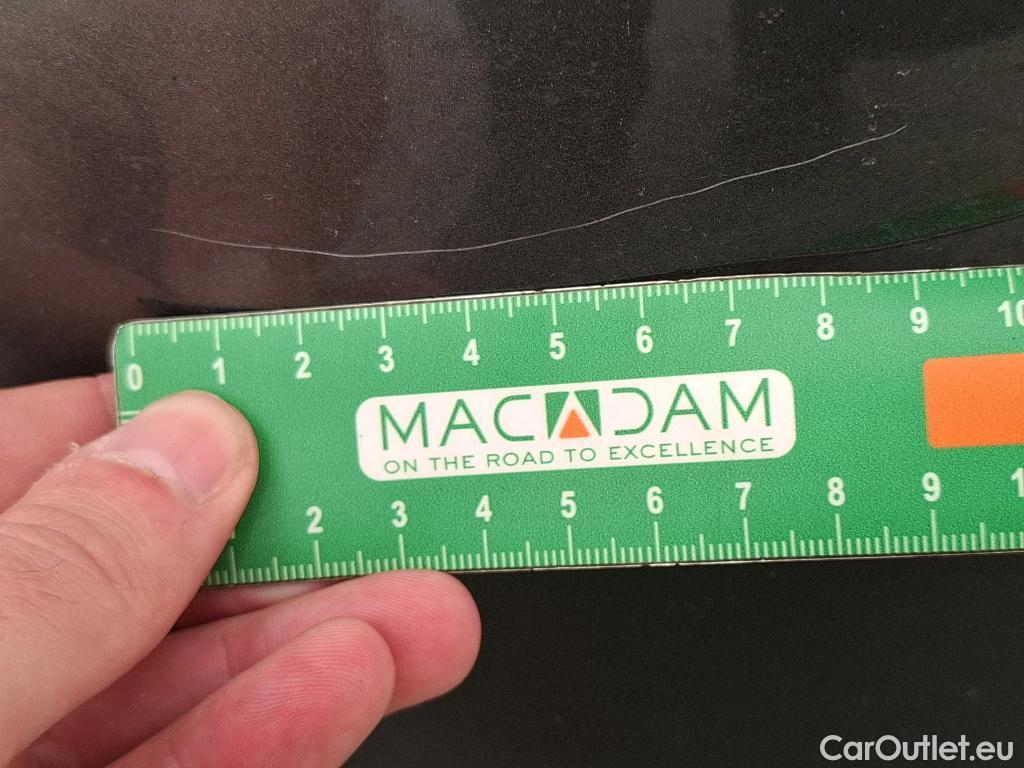 0 1 2 3 4 5 6 7 8 9 10
MACADAM
ON THE ROAD TO EXCELLENCE
2 3 4 5 6 7 8 9
CarOutlet.eu